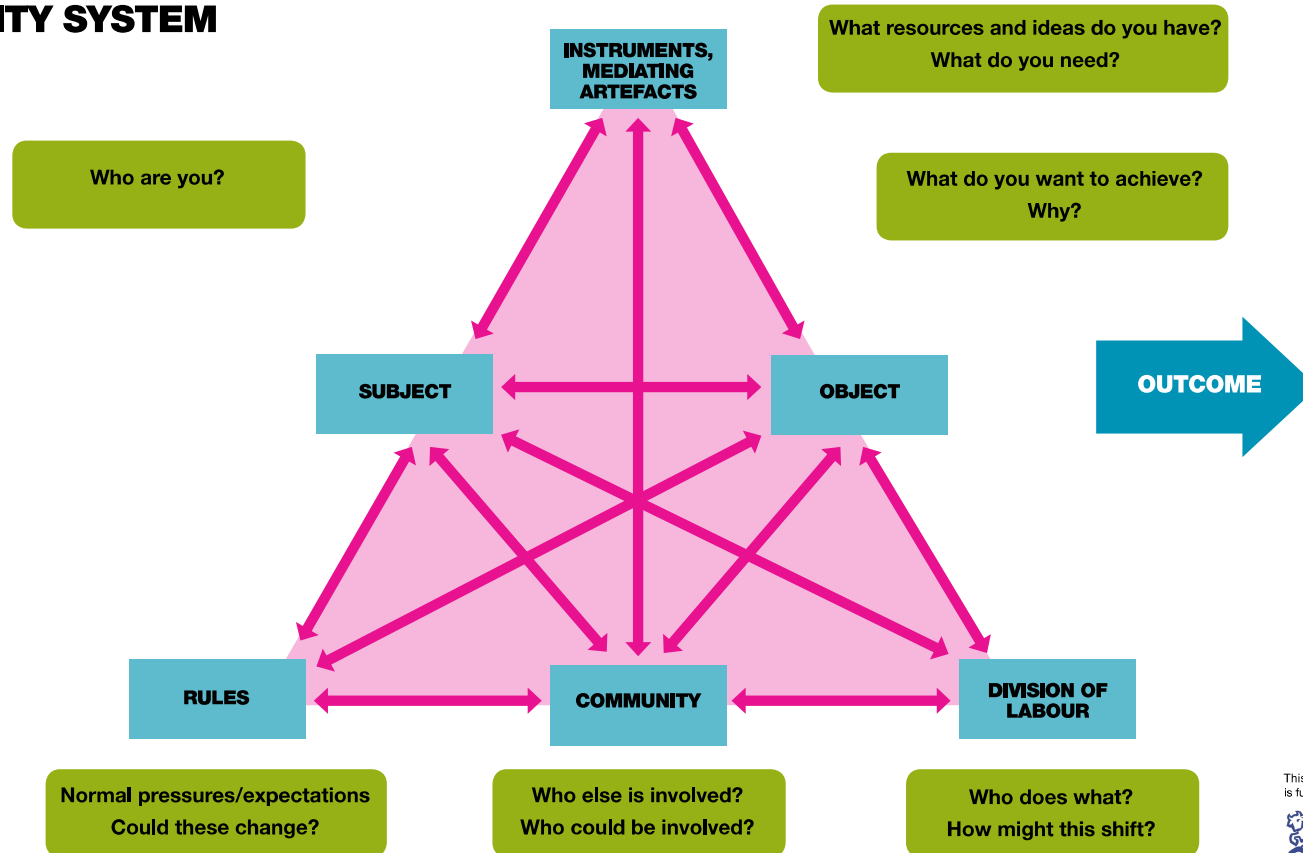 ITY SYSTEM
What resources and ideas do you have?
What do you need?
INSTRUMENTS,
MEDIATING
ARTEFACTS
Who are you?
What do you want to achieve?
Why?
SUBJECT
OBJECT
OUTCOME
RULES
COMMUNITY
DIVISION OF
LABOUR
Normal pressures/expectations
Could these change?
Who else is involved?
Who could be involved?
Who does what?
How might this shift?
This
is fu